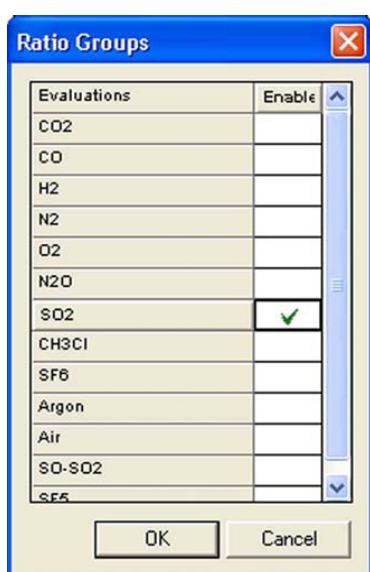 Ratio Groups
Evaluations Enable
CO2
CO
H2
N2
O2
N2O
SO2
CH3Cl
SF6
Argon
Air
SO-SO2
SF5
OK Cancel